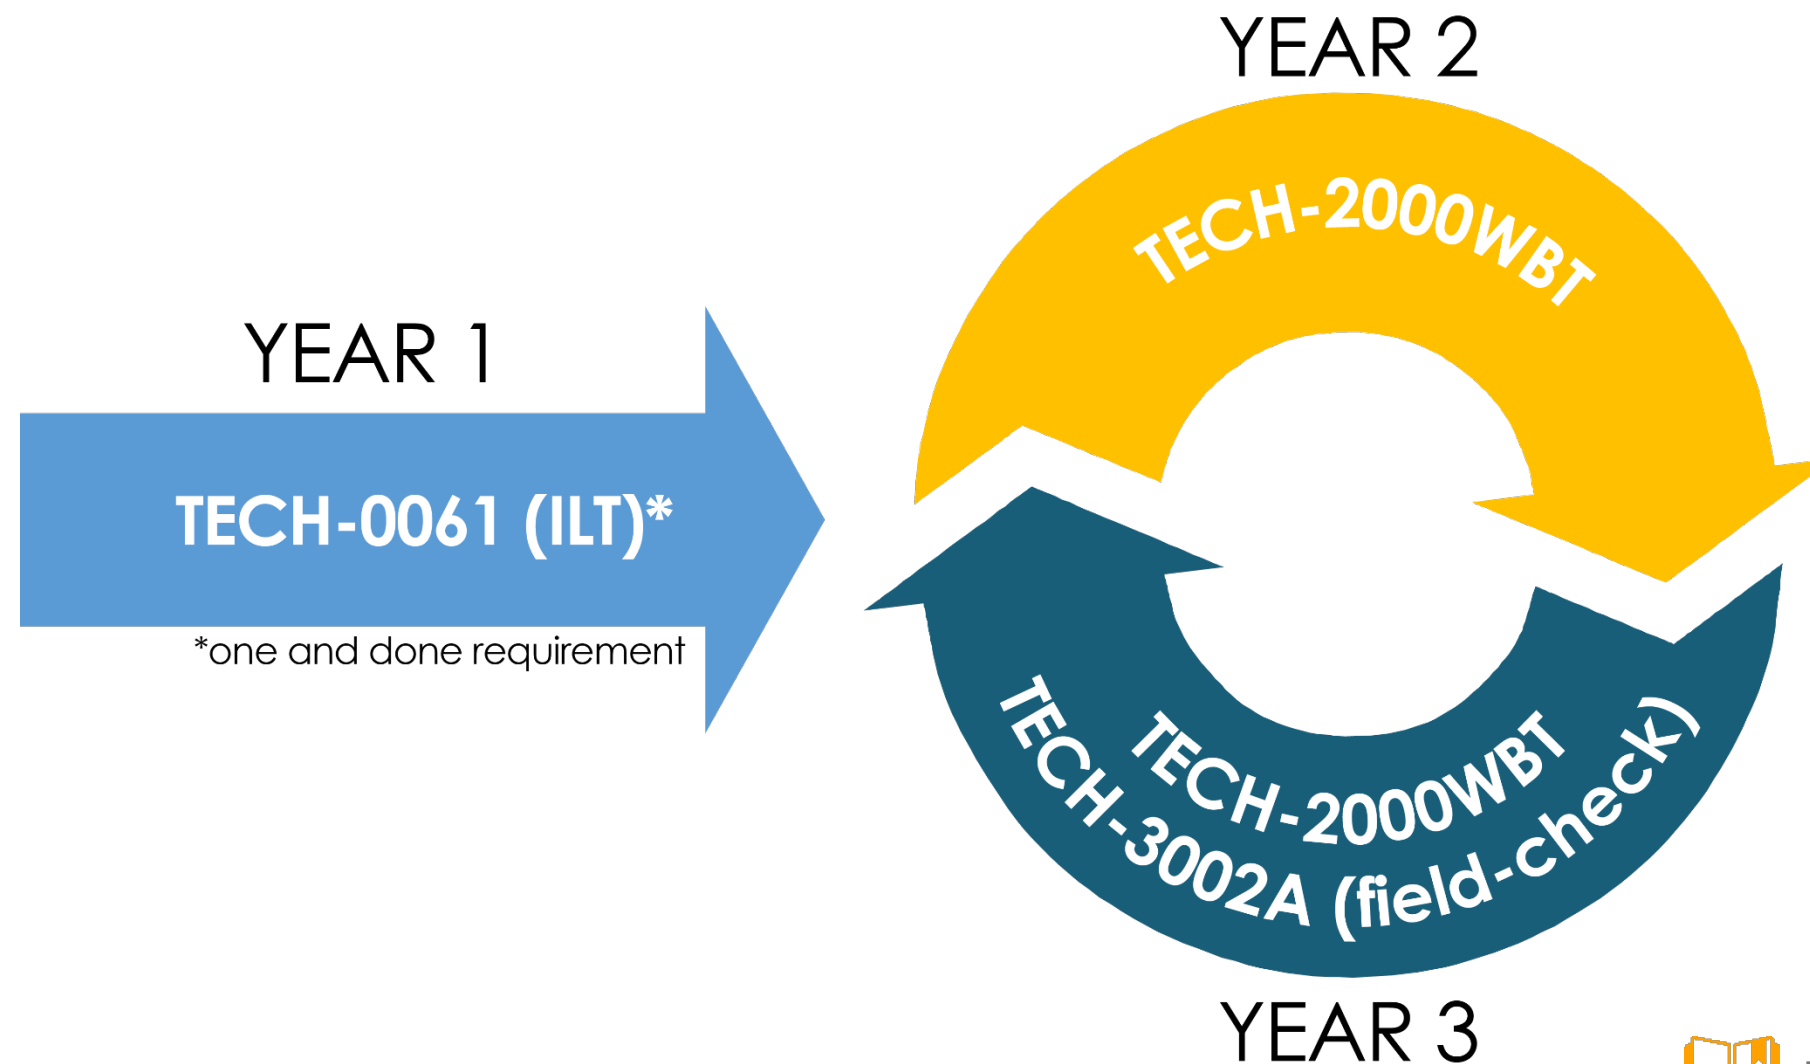 YEAR 1
TECH-0061 (ILT)*
*one and done requirement
YEAR 2
TECH-2000WBT
TECH-2000WBT
TECH-3002A (field-check)
YEAR 3